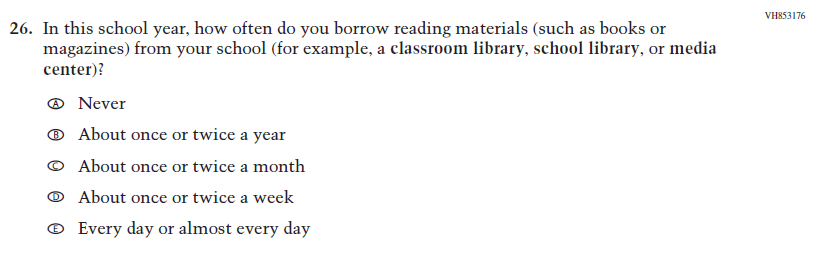 VH853176
26. In this school year, how often do you borrow reading materials (such as books or
magazines) from your school (for example, a classroom library, school library, or media
center)?
A Never
B About once or twice a year
C About once or twice a month
D About once or twice a week
E Every day or almost every day